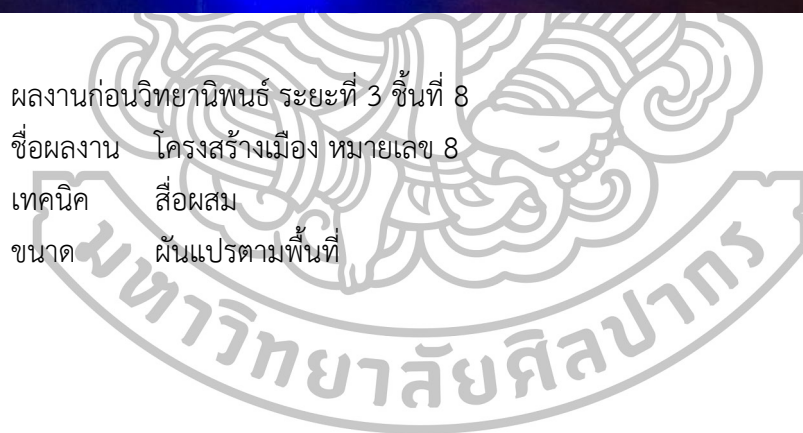 ผลงานก่อนวิทยานิพนธ์ ระยะที่ 3 ชิ้นที่ 8
ชื่อผลงาน โครงสร้างเมือง หมายเลข 8
เทคนิค สื่อผสม
ขนาด ผันแปรตามพื้นที่
มหาวิทยาลัยศิลปากร